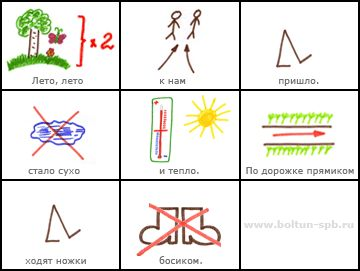 x 2
Лето, лето
к нам
пришло.
стало сухо
и тепло.
По дорожке прямиком
www.boltun-spb.ru
ходят ножки
босиком.